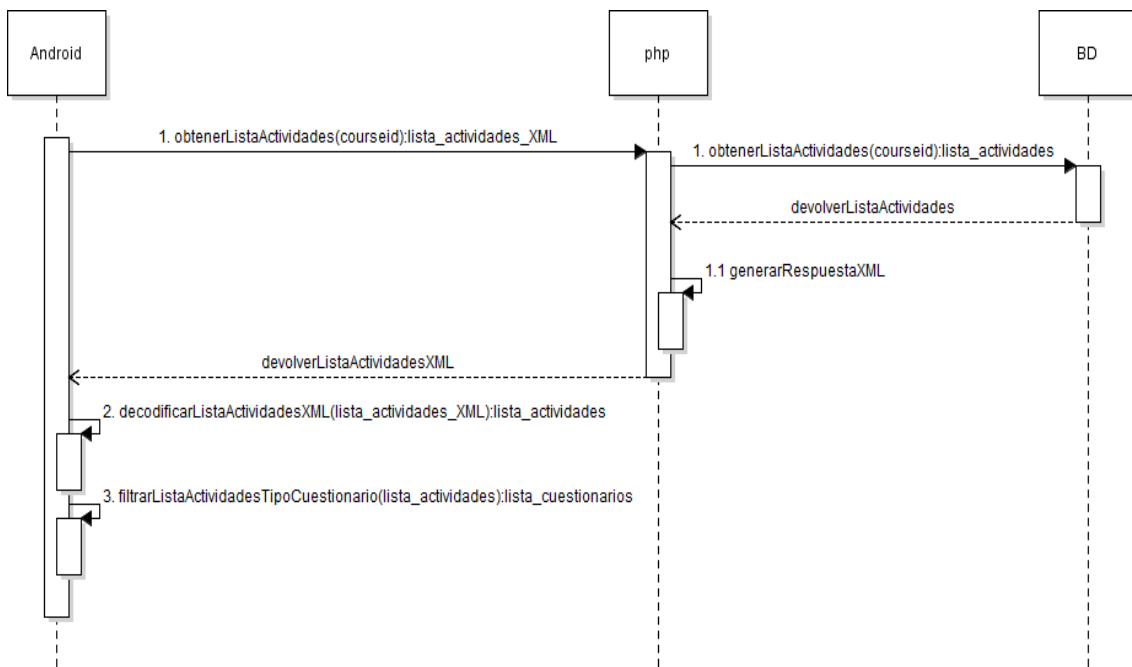 Android
php
BD
1. obtenerListaActividades(courseid):lista_actividades_XML
1. obtenerListaActividades(courseid):lista_actividades
devolverListaActividades
1.1 generarRespuestaXML
devolverListaActividadesXML
2. decodificarListaActividadesXML(lista_actividades_XML):lista_actividades
3. filtrarListaActividadesTipoCuestionario(lista_actividades):lista_cuestionarios